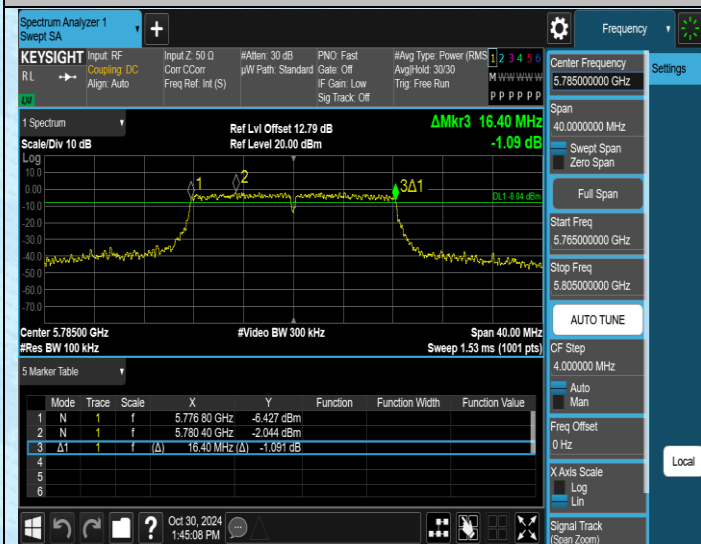 Spectrum Analyzer 1
Swept SA
+
Frequency
KEYSIGHT
RL
LXI
Input: RF
Coupling: DC
Align: Auto
Input Z: 50 Ω
Corr CCorr
Freq Ref: Int (S)
#Atten: 30 dB
µW Path: Standard
PNO: Fast
Gate: Off
IF Gain: Low
Sig Track: Off
#Avg Type: Power (RMS
Avg|Hold: 30/30
Trig: Free Run
1 2 3 4 5 6
M W W W W W
P P P P P P
1 Spectrum
Scale/Div 10 dB
Ref Lvl Offset 12.79 dB
Ref Level 20.00 dBm
ΔMkr3 16.40 MHz
-1.09 dB
Log
10.0
0.00
-10.0
-20.0
-30.0
-40.0
-50.0
-60.0
-70.0
1
2
3Δ1
DL1 -8.04 dBm
Center 5.78500 GHz
#Video BW 300 kHz
Span 40.00 MHz
#Res BW 100 kHz
Sweep 1.53 ms (1001 pts)
5 Marker Table
Mode Trace Scale X Y Function Function Width Function Value
1 N 1 f 5.776 80 GHz -6.427 dBm
2 N 1 f 5.780 40 GHz -2.044 dBm
3 Δ1 1 f (Δ) 16.40 MHz (Δ) -1.091 dB
4
5
6
Oct 30, 2024
1:45:08 PM
Center Frequency
5.785000000 GHz
Span
40.0000000 MHz
Swept Span
Zero Span
Full Span
Start Freq
5.765000000 GHz
Stop Freq
5.805000000 GHz
AUTO TUNE
CF Step
4.000000 MHz
Auto
Man
Freq Offset
0 Hz
X Axis Scale
Log
Lin
Signal Track
(Span Zoom)
Settings
Local